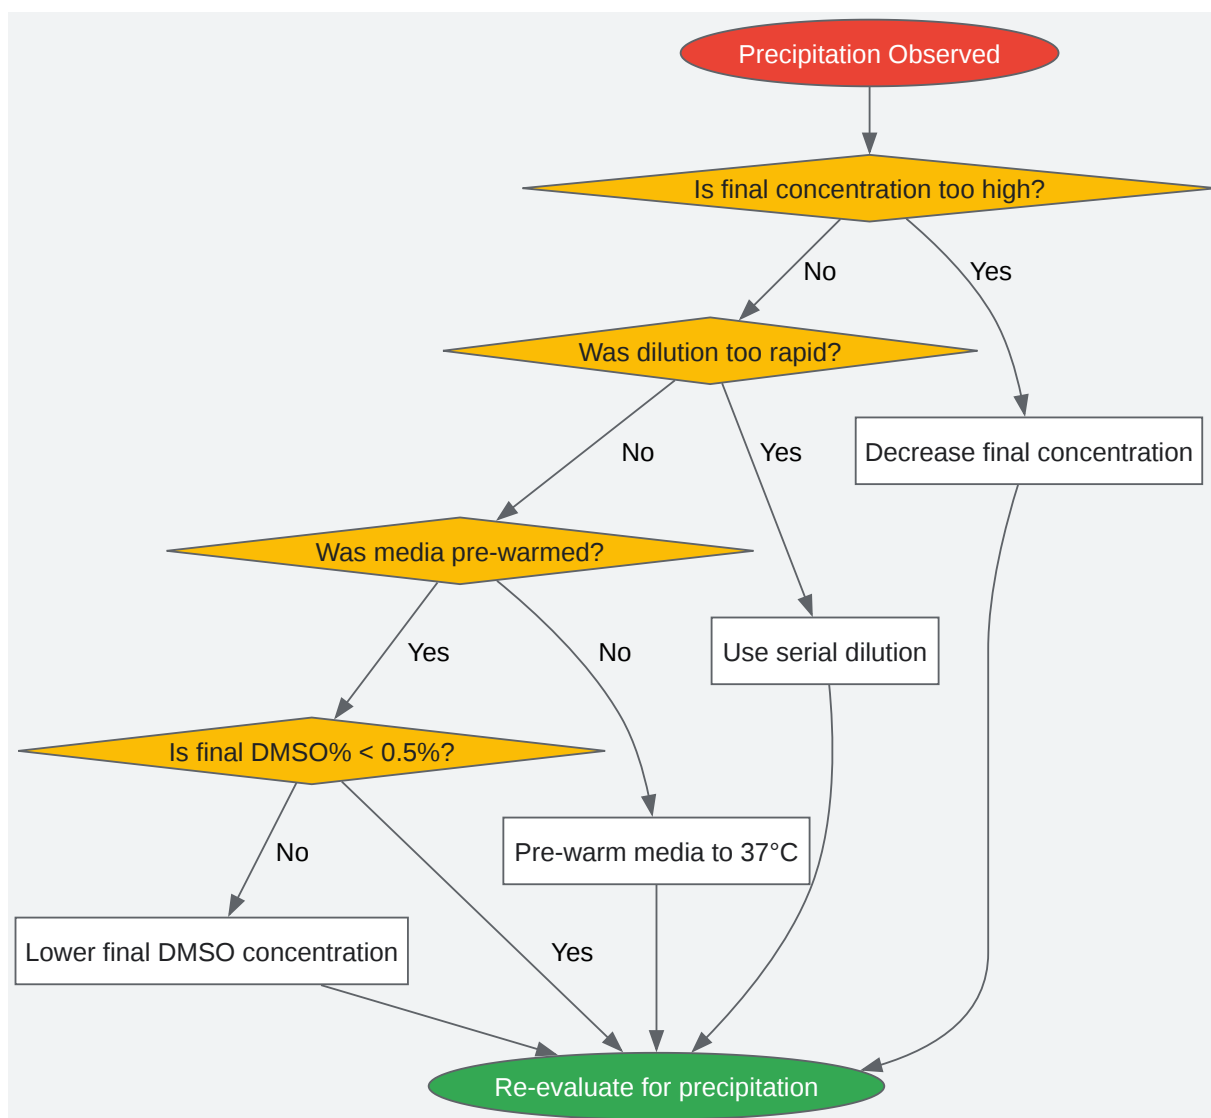 Precipitation Observed
Is final concentration too high?
No
Yes
Was dilution too rapid?
No
Yes
Decrease final concentration
Was media pre-warmed?
Yes
No
Use serial dilution
Is final DMSO% < 0.5%?
No
Pre-warm media to 37°C
Lower final DMSO concentration
Yes
Re-evaluate for precipitation